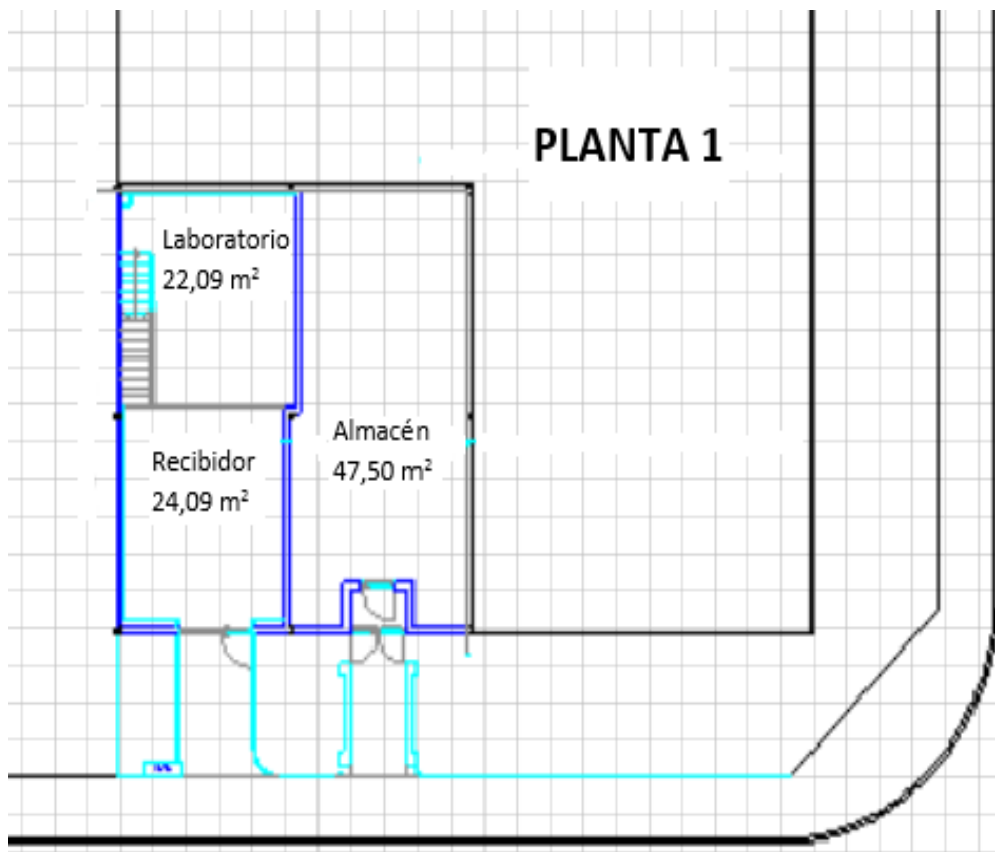 PLANTA 1
Laboratorio
22,09 m²
Almacén
47,50 m²
Recibidor
24,09 m²